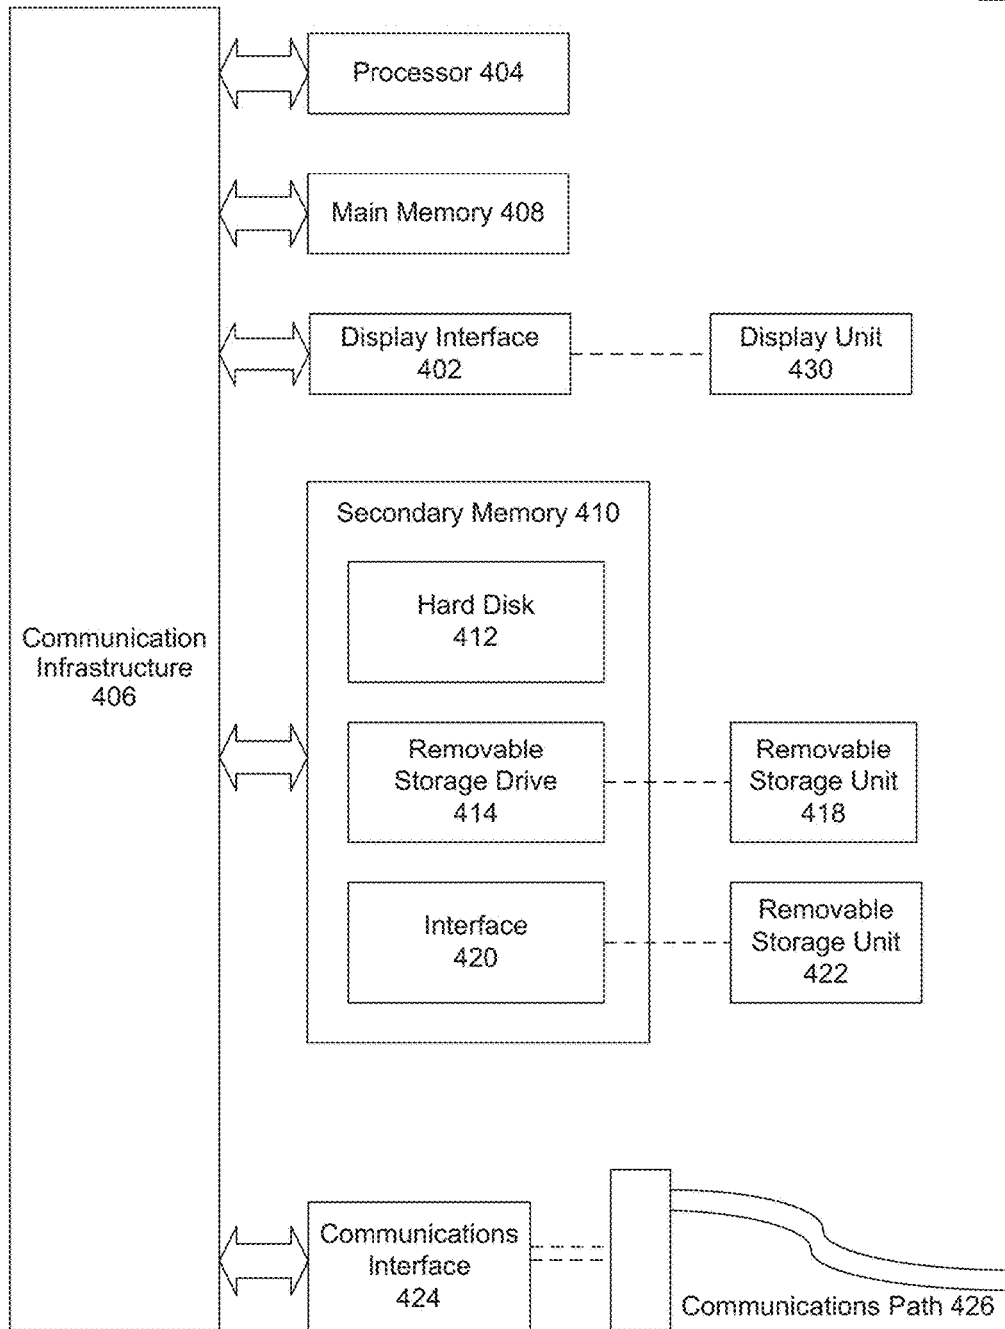 Processor 404
Main Memory 408
Display Interface
402
Display Unit
430
Secondary Memory 410
Hard Disk
412
Communication
Infrastructure
406
Removable
Storage Drive
414
Removable
Storage Unit
418
Interface
420
Removable
Storage Unit
422
Communications
Interface
424
Communications Path 426